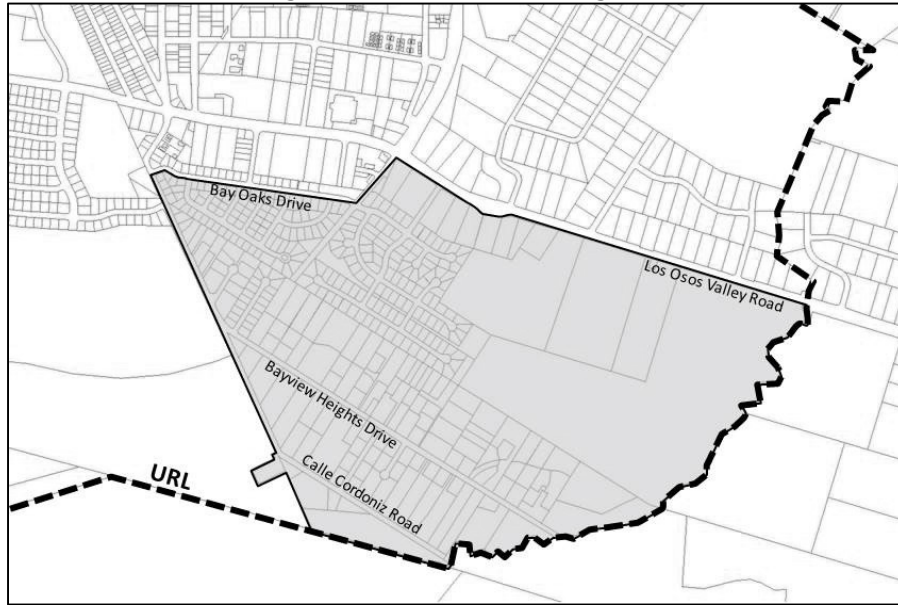 Bay Oaks Drive
Los Osos Valley Road
Bayview Heights Drive
Calle Cordoniz Road
URL